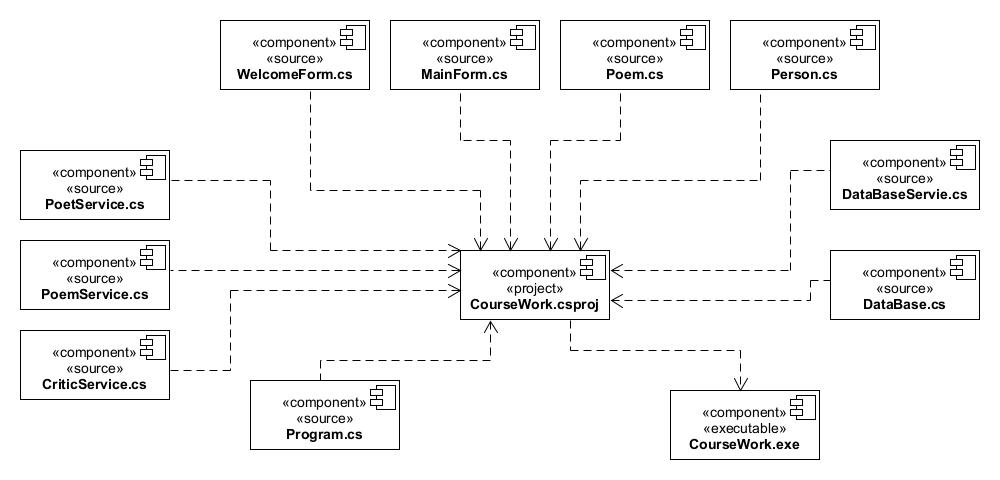 «component»
«source»
WelcomeForm.cs
«component»
«source»
MainForm.cs
«component»
«source»
Poem.cs
«component»
«source»
Person.cs
«component»
«source»
PoetService.cs
«component»
«source»
DataBaseServie.cs
«component»
«source»
PoemService.cs
«component»
«project»
CourseWork.csproj
«component»
«source»
DataBase.cs
«component»
«source»
CriticService.cs
«component»
«source»
Program.cs
«component»
«executable»
CourseWork.exe